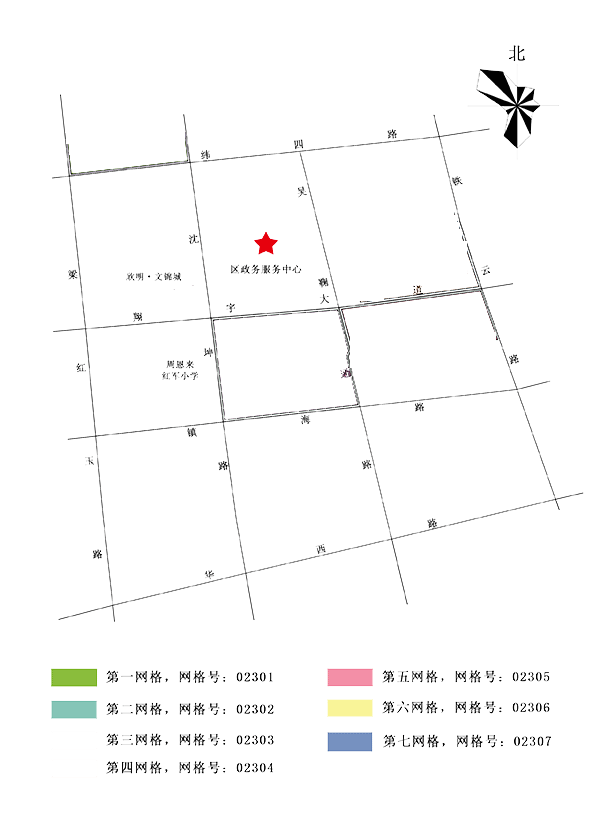 北
纬四路
吴
铁
沈
区政务服务中心
梁
欣明·文锦城
云
鞠
道
大
宇
翔
坤
周恩来
红军小学
红
路
道
海
路
镇
玉
路
路
路
西
路
华
第一网格，网格号：02301
第二网格，网格号：02302
第三网格，网格号：02303
第四网格，网格号：02304
第五网格，网格号：02305
第六网格，网格号：02306
第七网格，网格号：02307